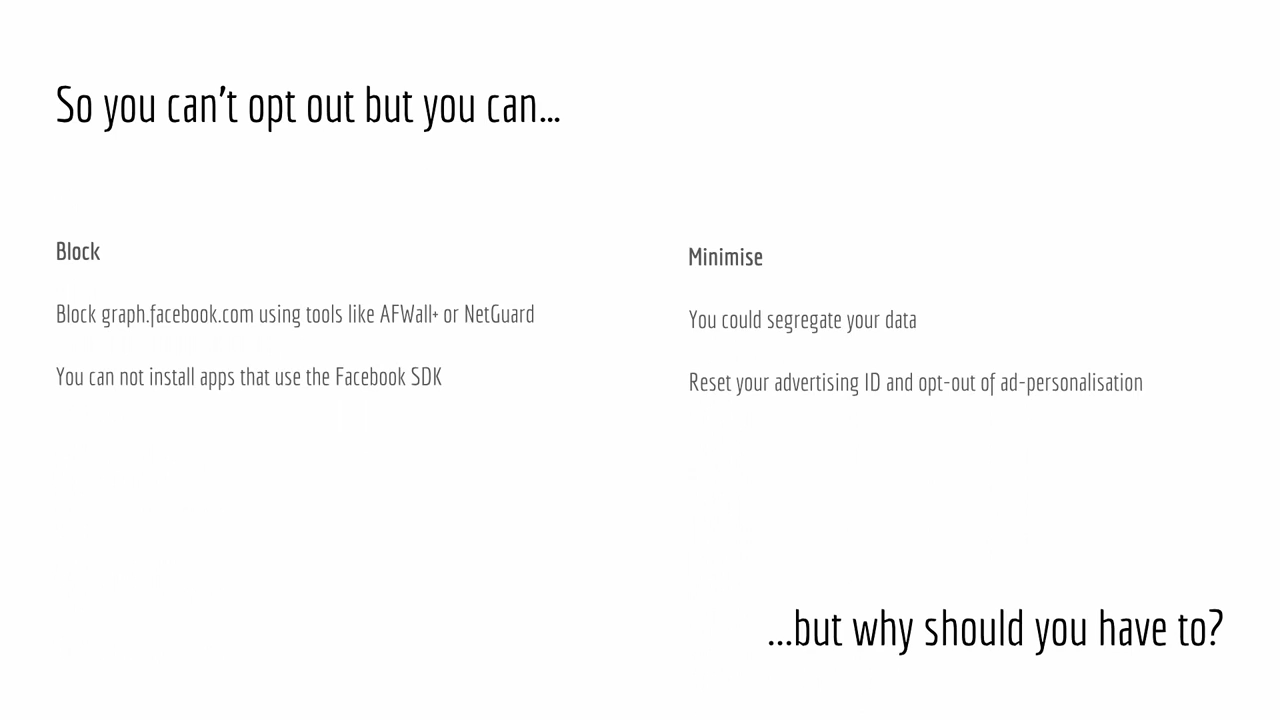 So you can't opt out but you can...
Block
Block graph.facebook.com using tools like AFWall+ or NetGuard
You can not install apps that use the Facebook SDK
Minimise
You could segregate your data
Reset your advertising ID and opt-out of ad-personalisation
...but why should you have to?